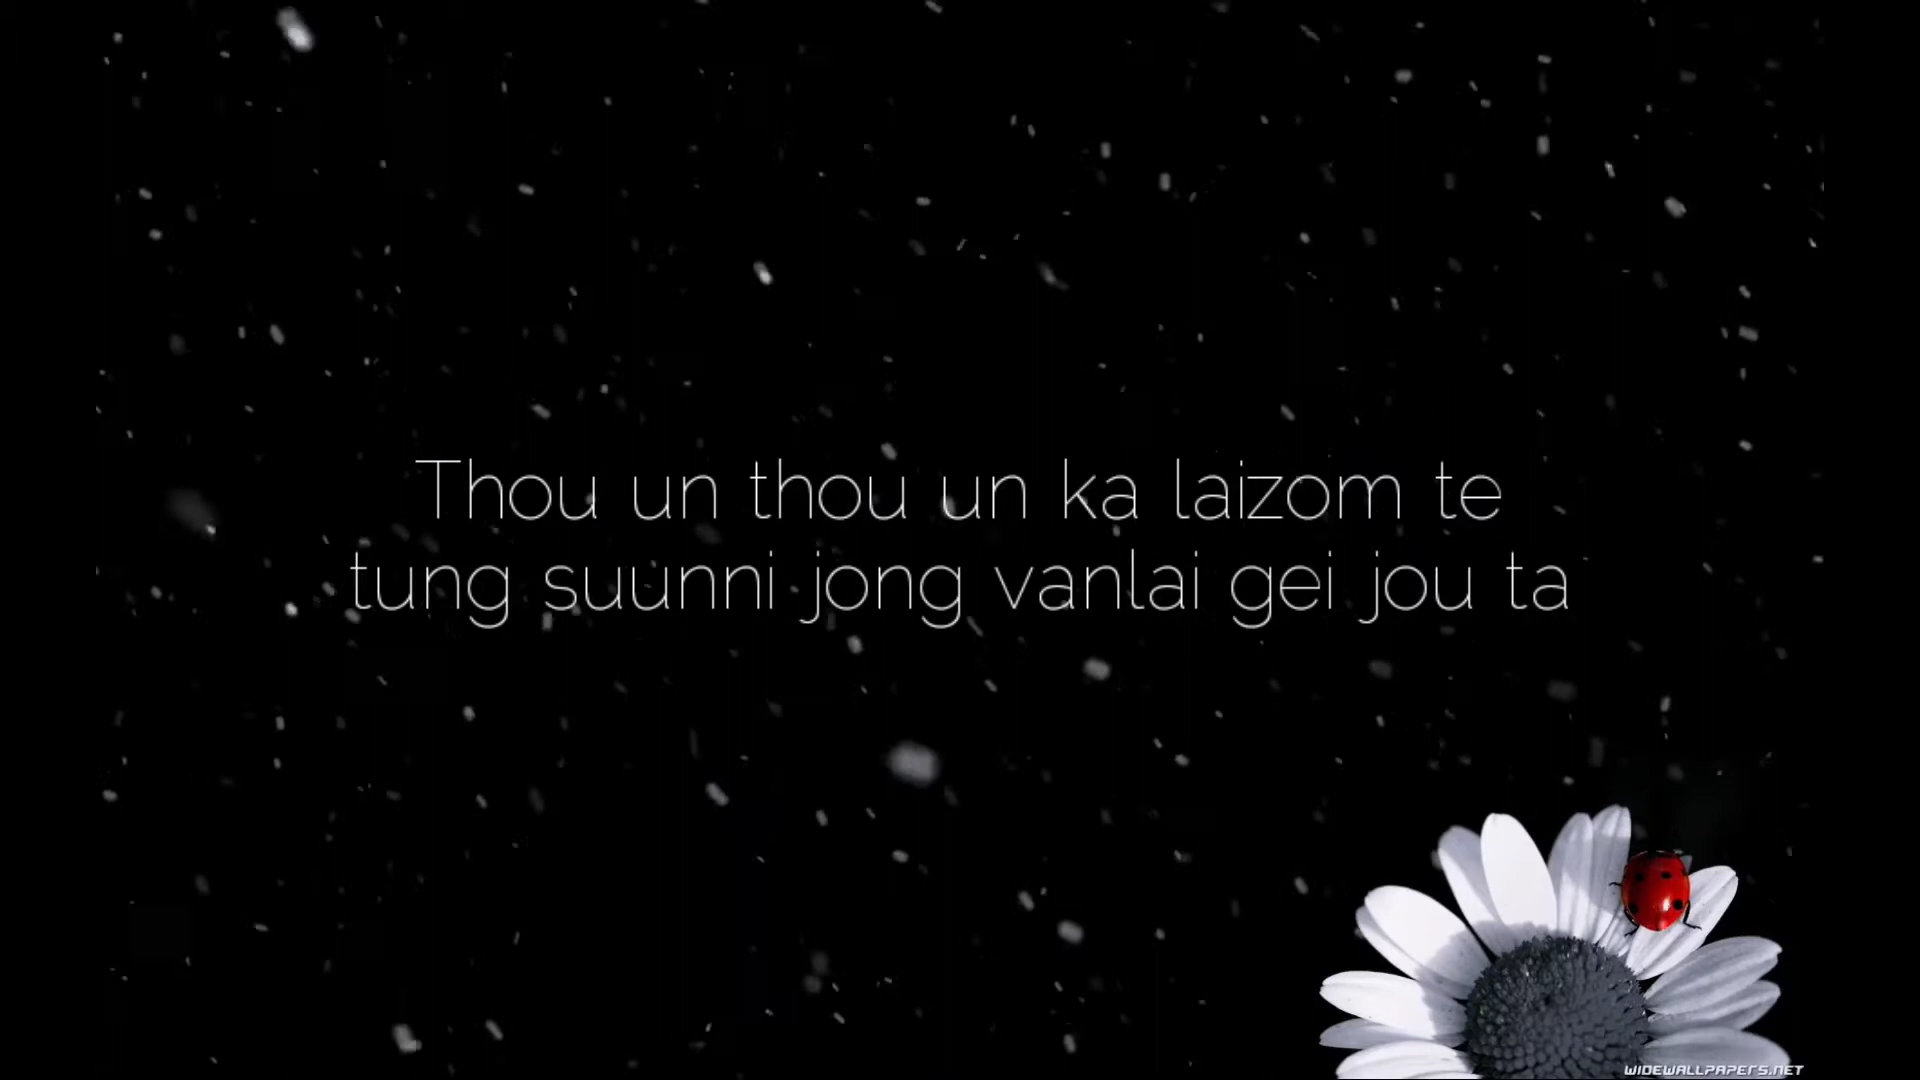 Thou un thou un ka laizom te
tung suunni jong vanlai gei jou ta
WIDEWALLPAPERS.NET